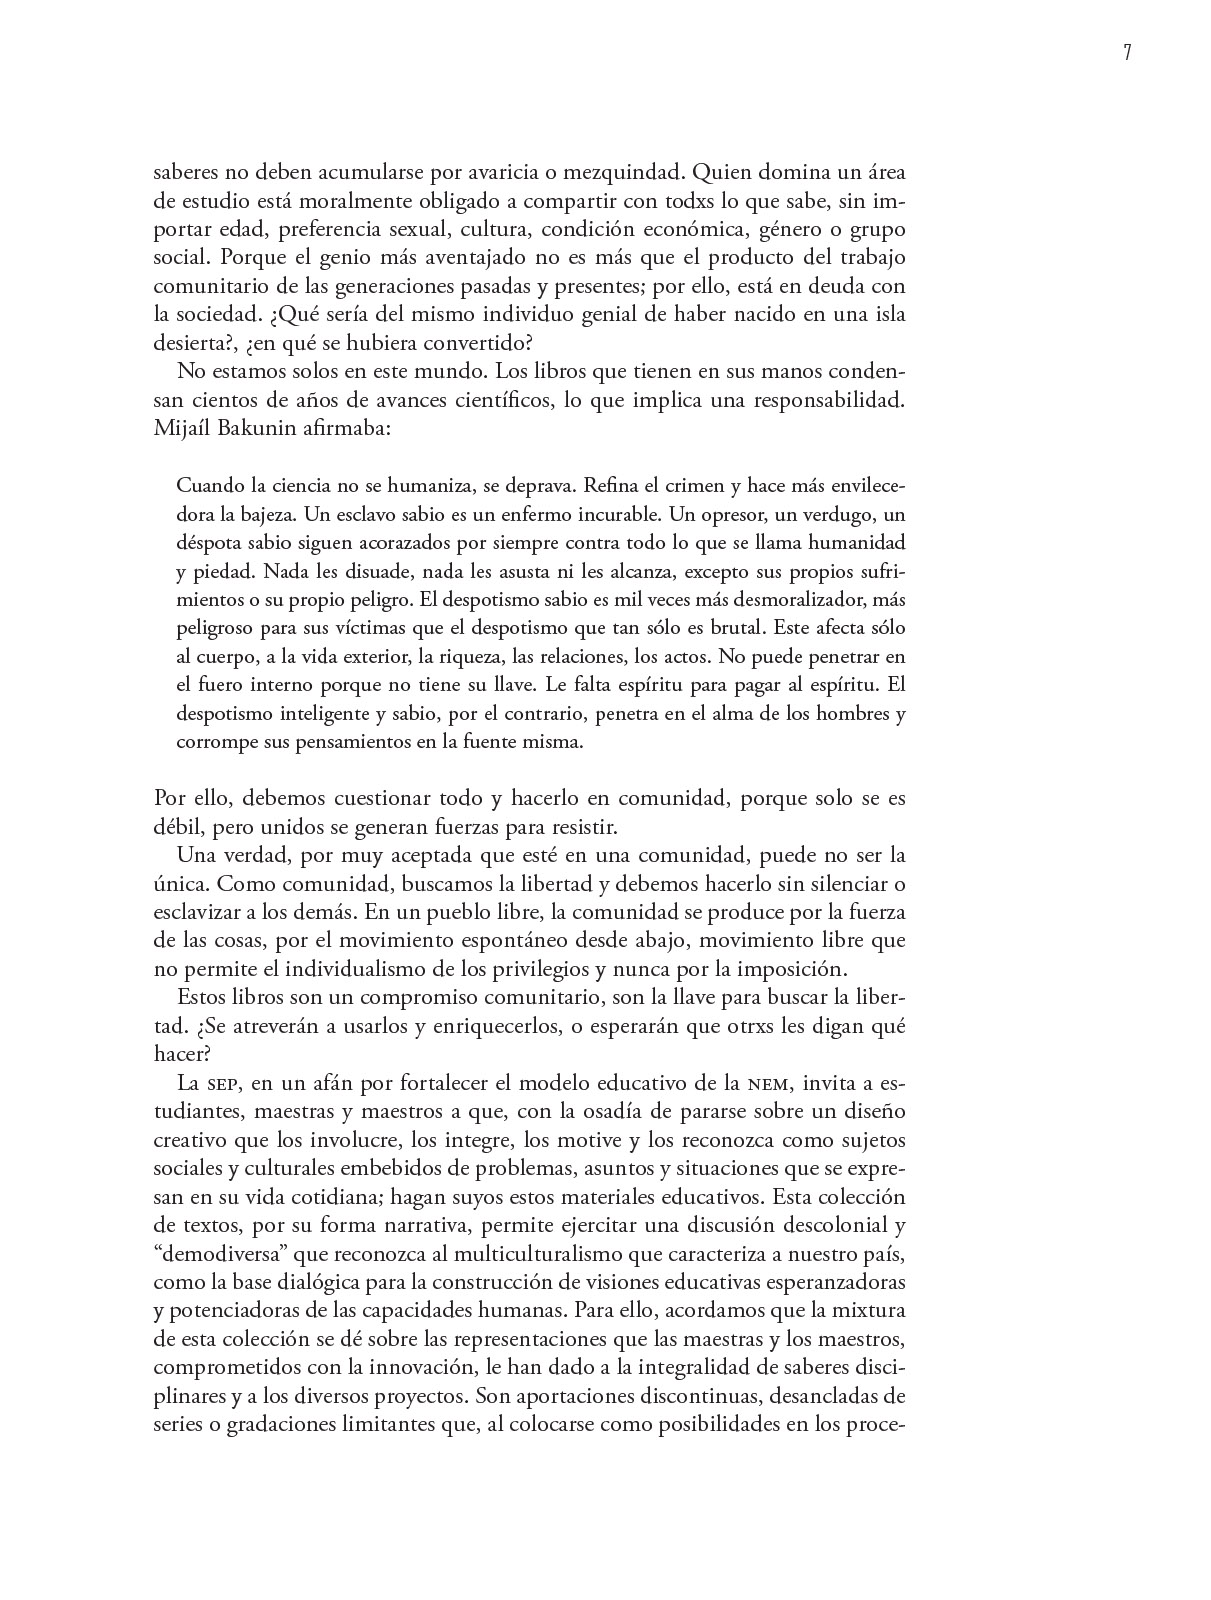 7
saberes no deben acumularse por avaricia o mezquindad. Quien domina un área
de estudio está moralmente obligado a compartir con todxs lo que sabe, sin im-
portar edad, preferencia sexual, cultura, condición económica, género o grupo
social. Porque el genio más aventajado no es más que el producto del trabajo
comunitario de las generaciones pasadas y presentes; por ello, está en deuda con
la sociedad. ¿Qué sería del mismo individuo genial de haber nacido en una isla
desierta?, ¿en qué se hubiera convertido?
No estamos solos en este mundo. Los libros que tienen en sus manos conden-
san cientos de años de avances científicos, lo que implica una responsabilidad.
Mijaíl Bakunin afirmaba:
Cuando la ciencia no se humaniza, se deprava. Refina el crimen y hace más envilece-
dora la bajeza. Un esclavo sabio es un enfermo incurable. Un opresor, un verdugo, un
déspota sabio siguen acorazados por siempre contra todo lo que se llama humanidad
y piedad. Nada les disuade, nada les asusta ni les alcanza, excepto sus propios sufri-
mientos o su propio peligro. El despotismo sabio es mil veces más desmoralizador, más
peligroso para sus víctimas que el despotismo que tan sólo es brutal. Este afecta sólo
al cuerpo, a la vida exterior, la riqueza, las relaciones, los actos. No puede penetrar en
el fuero interno porque no tiene su llave. Le falta espíritu para pagar al espíritu. El
despotismo inteligente y sabio, por el contrario, penetra en el alma de los hombres y
corrompe sus pensamientos en la fuente misma.
Por ello, debemos cuestionar todo y hacerlo en comunidad, porque solo se es
débil, pero unidos se generan fuerzas para resistir.
Una verdad, por muy aceptada que esté en una comunidad, puede no ser la
única. Como comunidad, buscamos la libertad y debemos hacerlo sin silenciar o
esclavizar a los demás. En un pueblo libre, la comunidad se produce por la fuerza
de las cosas, por el movimiento espontáneo desde abajo, movimiento libre que
no permite el individualismo de los privilegios y nunca por la imposición.
Estos libros son un compromiso comunitario, son la llave para buscar la liber-
tad. ¿Se atreverán a usarlos y enriquecerlos, o esperarán que otrxs les digan qué
hacer?
La SEP, en un afán por fortalecer el modelo educativo de la NEM, invita a es-
tudiantes, maestras y maestros a que, con la osadía de pararse sobre un diseño
creativo que los involucre, los integre, los motive y los reconozca como sujetos
sociales y culturales embebidos de problemas, asuntos y situaciones que se expre-
san en su vida cotidiana; hagan suyos estos materiales educativos. Esta colección
de textos, por su forma narrativa, permite ejercitar una discusión descolonial y
“demodiversa” que reconozca al multiculturalismo que caracteriza a nuestro país,
como la base dialógica para la construcción de visiones educativas esperanzadoras
y potenciadoras de las capacidades humanas. Para ello, acordamos que la mixtura
de esta colección se dé sobre las representaciones que las maestras y los maestros,
comprometidos con la innovación, le han dado a la integralidad de saberes disci-
plinares y a los diversos proyectos. Son aportaciones discontinuas, desancladas de
series o gradaciones limitantes que, al colocarse como posibilidades en los proce-